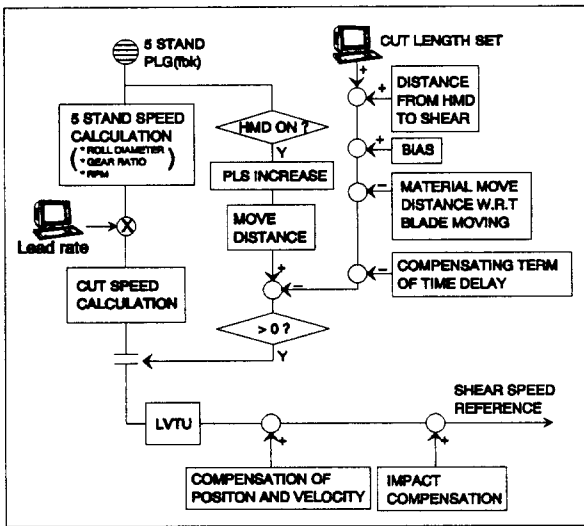 5 STAND
PLG(Tbk)
CUT LENGTH SET
+
5 STAND SPEED
CALCULATION
* ROLL DIAMETER
* GEAR RATIO
* RPM
HMD ON ?
Y
+
DISTANCE
FROM HMD
TO SHEAR
+
BIAS
PLS INCREASE
−
MATERIAL MOVE
DISTANCE W.R.T
BLADE MOVING
Lead rate
X
MOVE
DISTANCE
+
−
−
COMPENSATING TERM
OF TIME DELAY
CUT SPEED
CALCULATION
> 0 ?
Y
LVTU
SHEAR SPEED
REFERENCE
+
+
COMPENSATION OF
POSITON AND VELOCITY
IMPACT
COMPENSATION